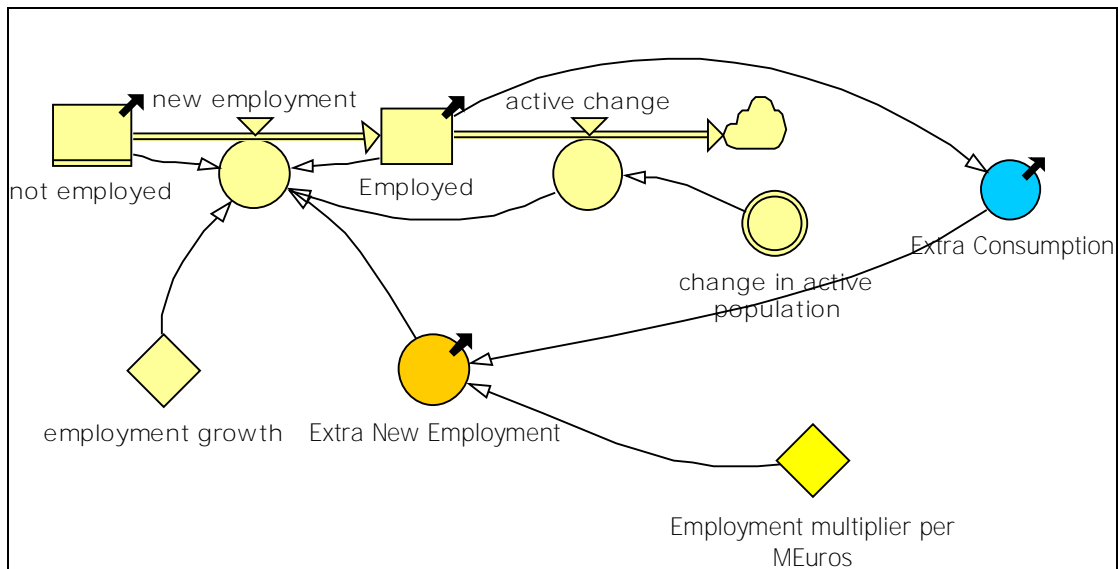 new employment
active change
not employed
Employed
Extra Consumption
change in active
population
employment growth
Extra New Employment
Employment multiplier per
MEuros